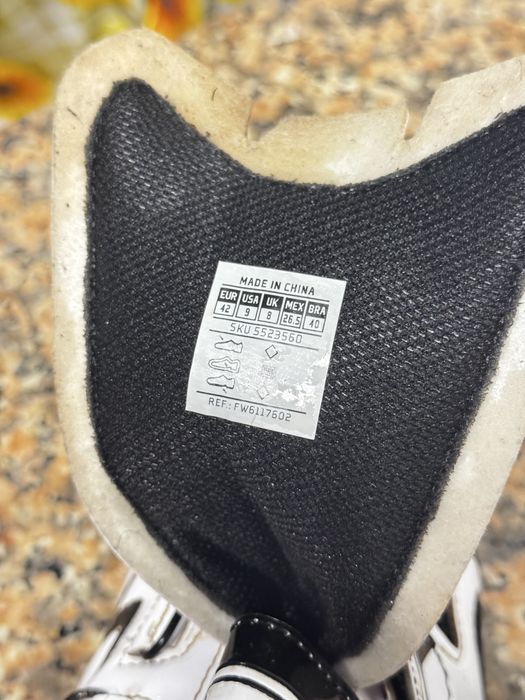 MADE IN CHINA
EUR USA UK MEX BRA
42 9 8 26.5 40
SKU 5523560
REF.: FW6117602